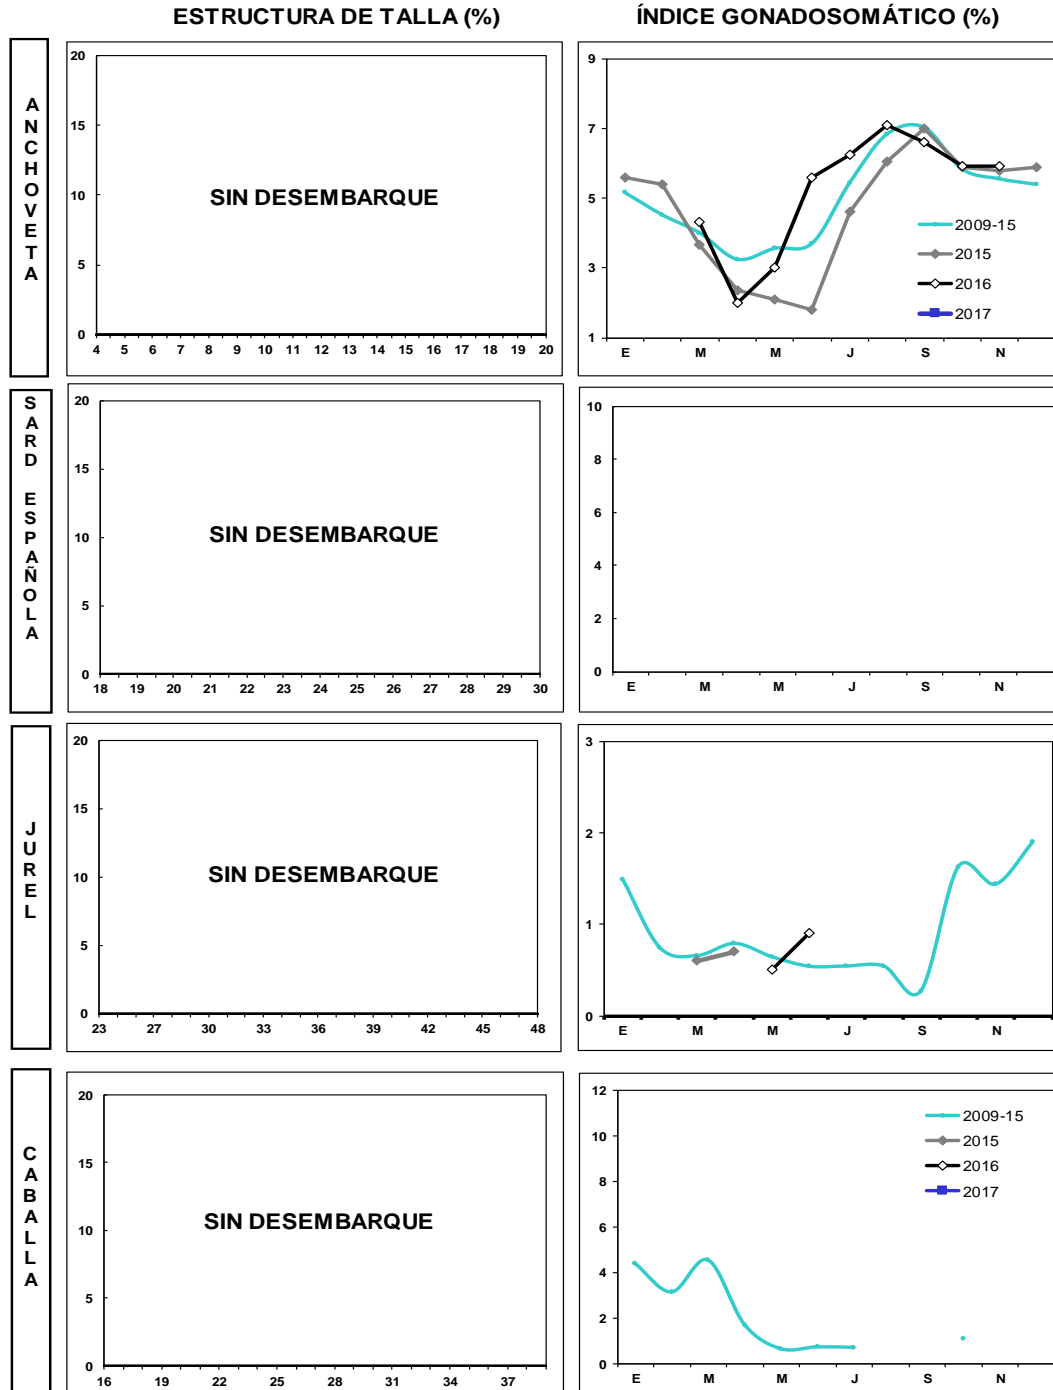 ESTRUCTURA DE TALLA (%)
ÍNDICE GONADOSOMÁTICO (%)
ANCHOVETA
20
15
10
5
0
SIN DESEMBARQUE
4 5 6 7 8 9 10 11 12 13 14 15 16 17 18 19 20
9
7
5
3
1
2009-15
2015
2016
2017
E M M J S N
SARD ESPAÑOLA
20
15
10
5
0
SIN DESEMBARQUE
18 19 20 21 22 23 24 25 26 27 28 29 30
10
8
6
4
2
0
E M M J S N
JUREL
20
15
10
5
0
SIN DESEMBARQUE
23 27 30 33 36 39 42 45 48
3
2
1
0
E M M J S N
CABALLA
20
15
10
5
0
SIN DESEMBARQUE
16 19 22 25 28 31 34 37
12
10
8
6
4
2
0
2009-15
2015
2016
2017
E M M J S N